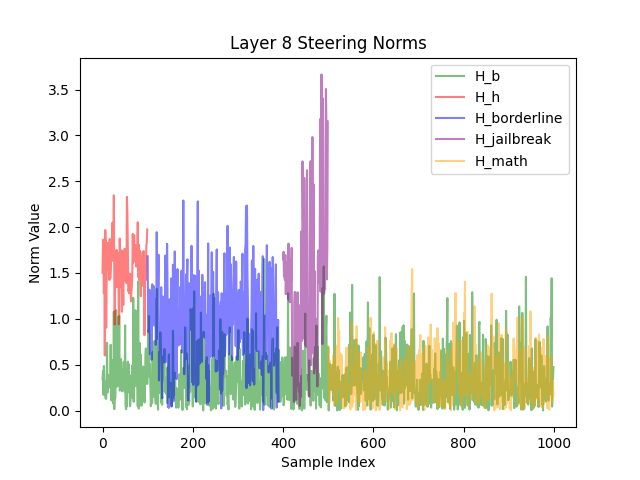 Layer 8 Steering Norms
Norm Value
3.5
3.0
2.5
2.0
1.5
1.0
0.5
0.0
H_b
H_h
H_borderline
H_jailbreak
H_math
0 200 400 600 800 1000
Sample Index